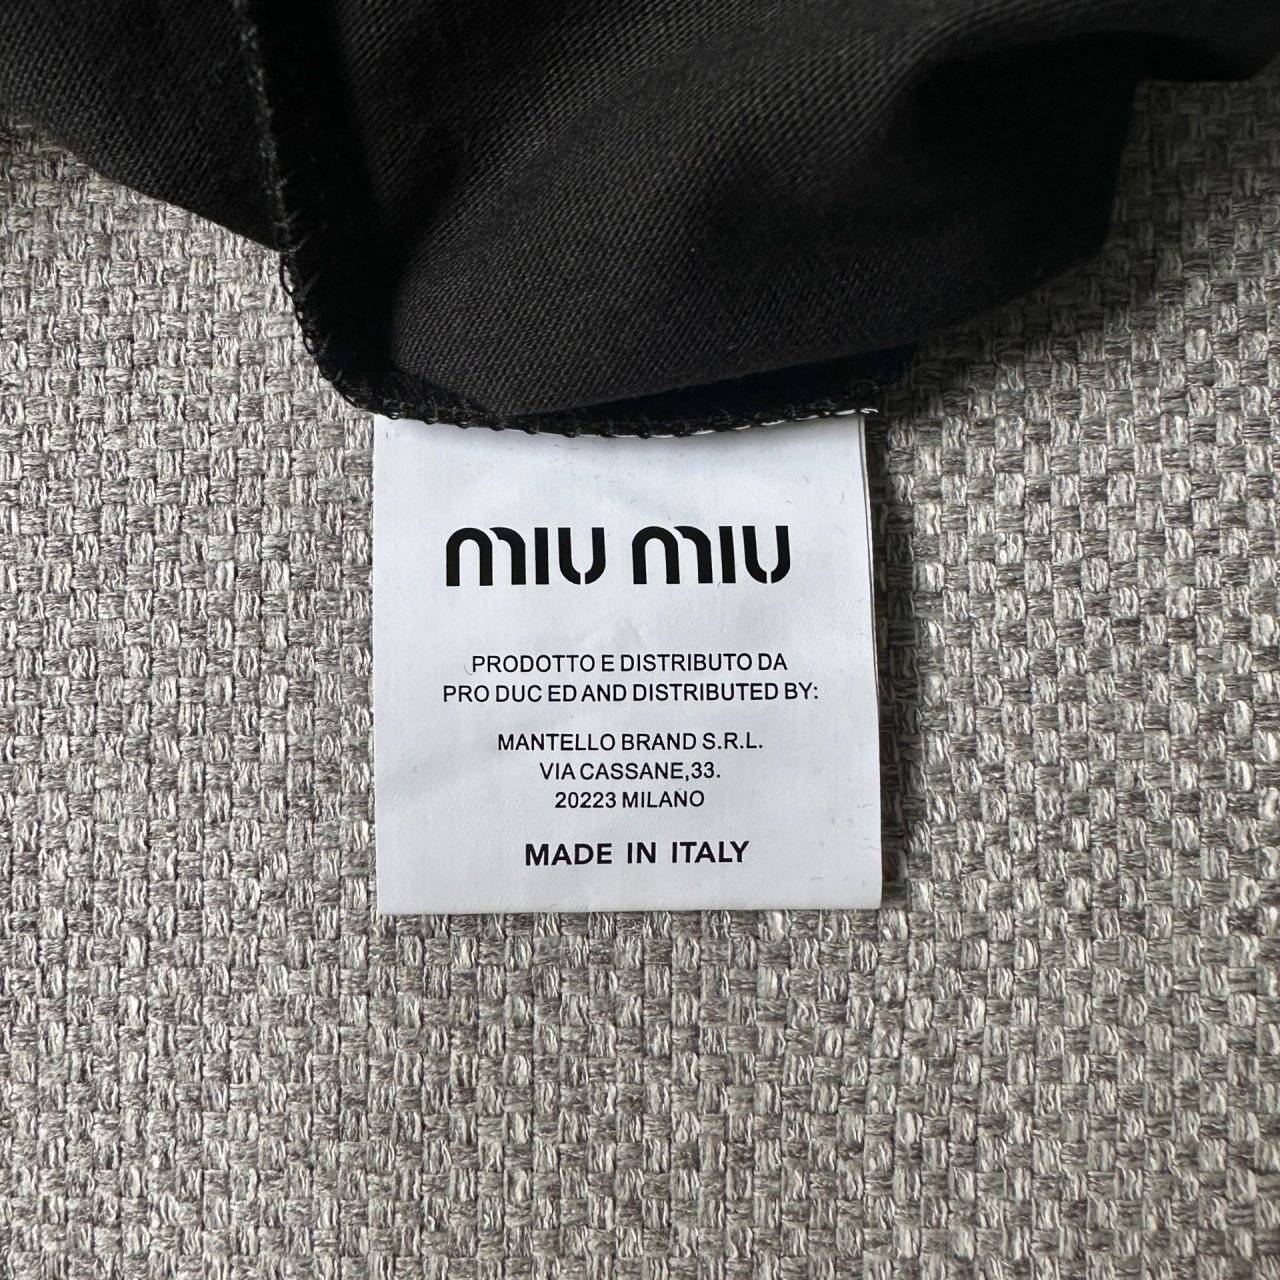 miu miu
PRODOTTO E DISTRIBUTO DA
PRO DUC ED AND DISTRIBUTED BY:
MANTELLO BRAND S.R.L.
VIA CASSANE,33.
20223 MILANO
MADE IN ITALY